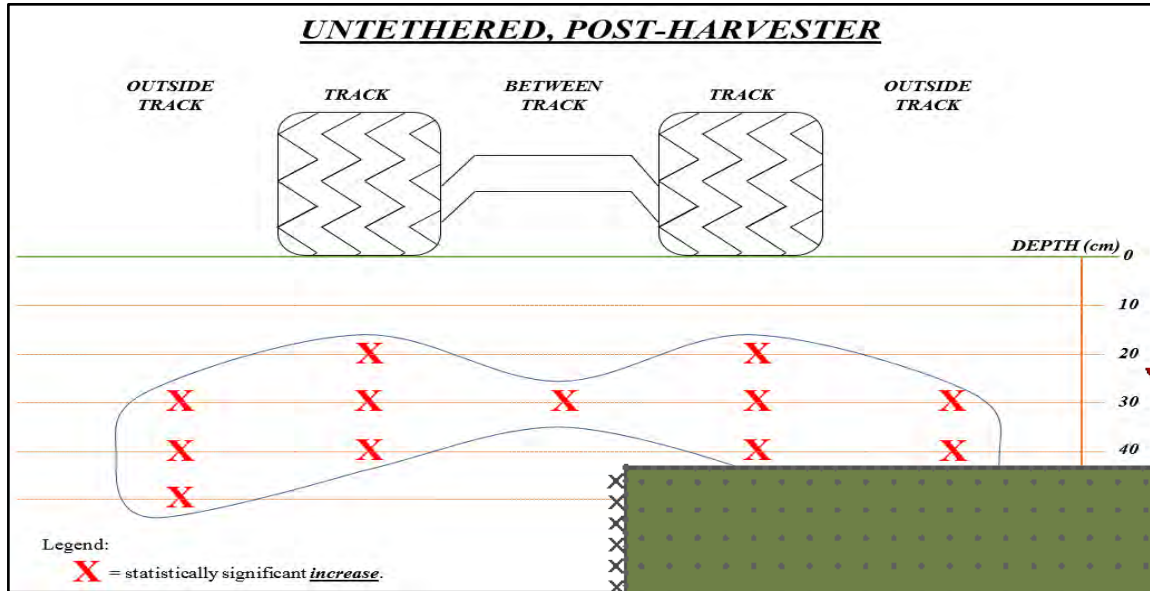 UNTETHERED, POST-HARVESTER
OUTSIDE
TRACK
TRACK
BETWEEN
TRACK
TRACK
OUTSIDE
TRACK
DEPTH (cm) 0
10
20
X X
30
X X X X X
40
X X X X
X
Legend:
X = statistically significant increase.